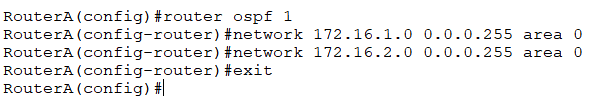 RouterA(config)#router ospf 1
RouterA(config-router)#network 172.16.1.0 0.0.0.255 area 0
RouterA(config-router)#network 172.16.2.0 0.0.0.255 area 0
RouterA(config-router)#exit
RouterA(config)#